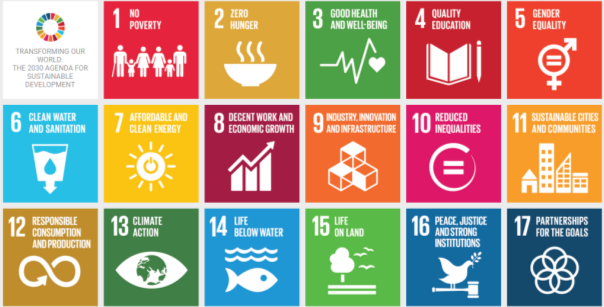 TRANSFORMING OUR
WORLD:
THE 2030 AGENDA FOR
SUSTAINABLE
DEVELOPMENT
1 NO
POVERTY
2 ZERO
HUNGER
3 GOOD HEALTH
AND WELL-BEING
4 QUALITY
EDUCATION
5 GENDER
EQUALITY
6 CLEAN WATER
AND SANITATION
7 AFFORDABLE AND
CLEAN ENERGY
8 DECENT WORK AND
ECONOMIC GROWTH
9 INDUSTRY, INNOVATION
AND INFRASTRUCTURE
10 REDUCED
INEQUALITIES
11 SUSTAINABLE CITIES
AND COMMUNITIES
12 RESPONSIBLE
CONSUMPTION
AND PRODUCTION
13 CLIMATE
ACTION
14 LIFE
BELOW WATER
15 LIFE
ON LAND
16 PEACE, JUSTICE
AND STRONG
INSTITUTIONS
17 PARTNERSHIPS
FOR THE GOALS